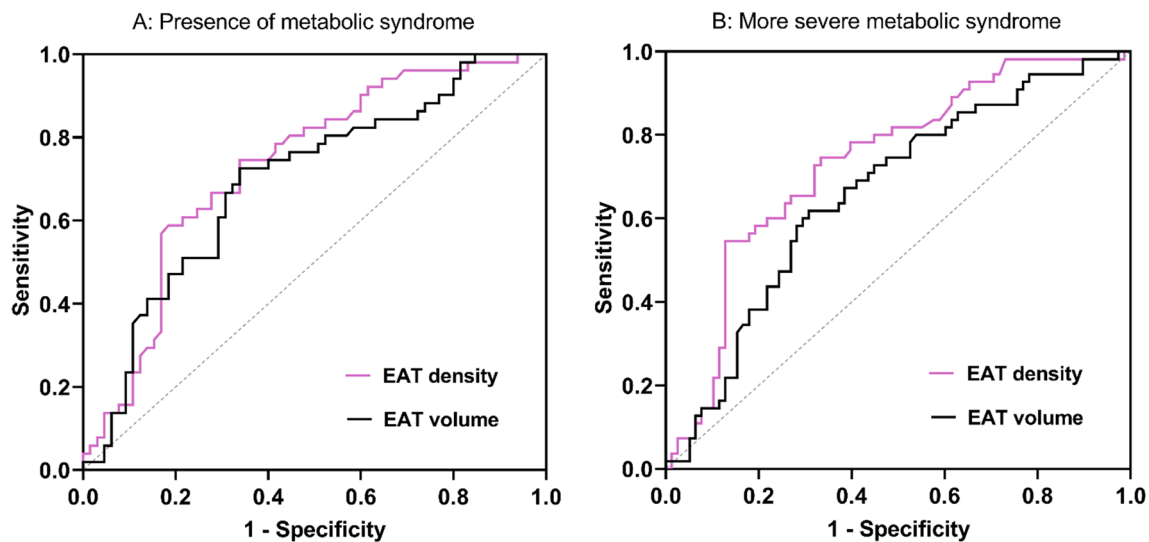 A: Presence of metabolic syndrome
1.0
0.8
0.6
0.4
0.2
0.0
Sensitivity
EAT density
EAT volume
0.0 0.2 0.4 0.6 0.8 1.0
1 - Specificity
B: More severe metabolic syndrome
1.0
0.8
0.6
0.4
0.2
0.0
Sensitivity
EAT density
EAT volume
0.0 0.2 0.4 0.6 0.8 1.0
1 - Specificity